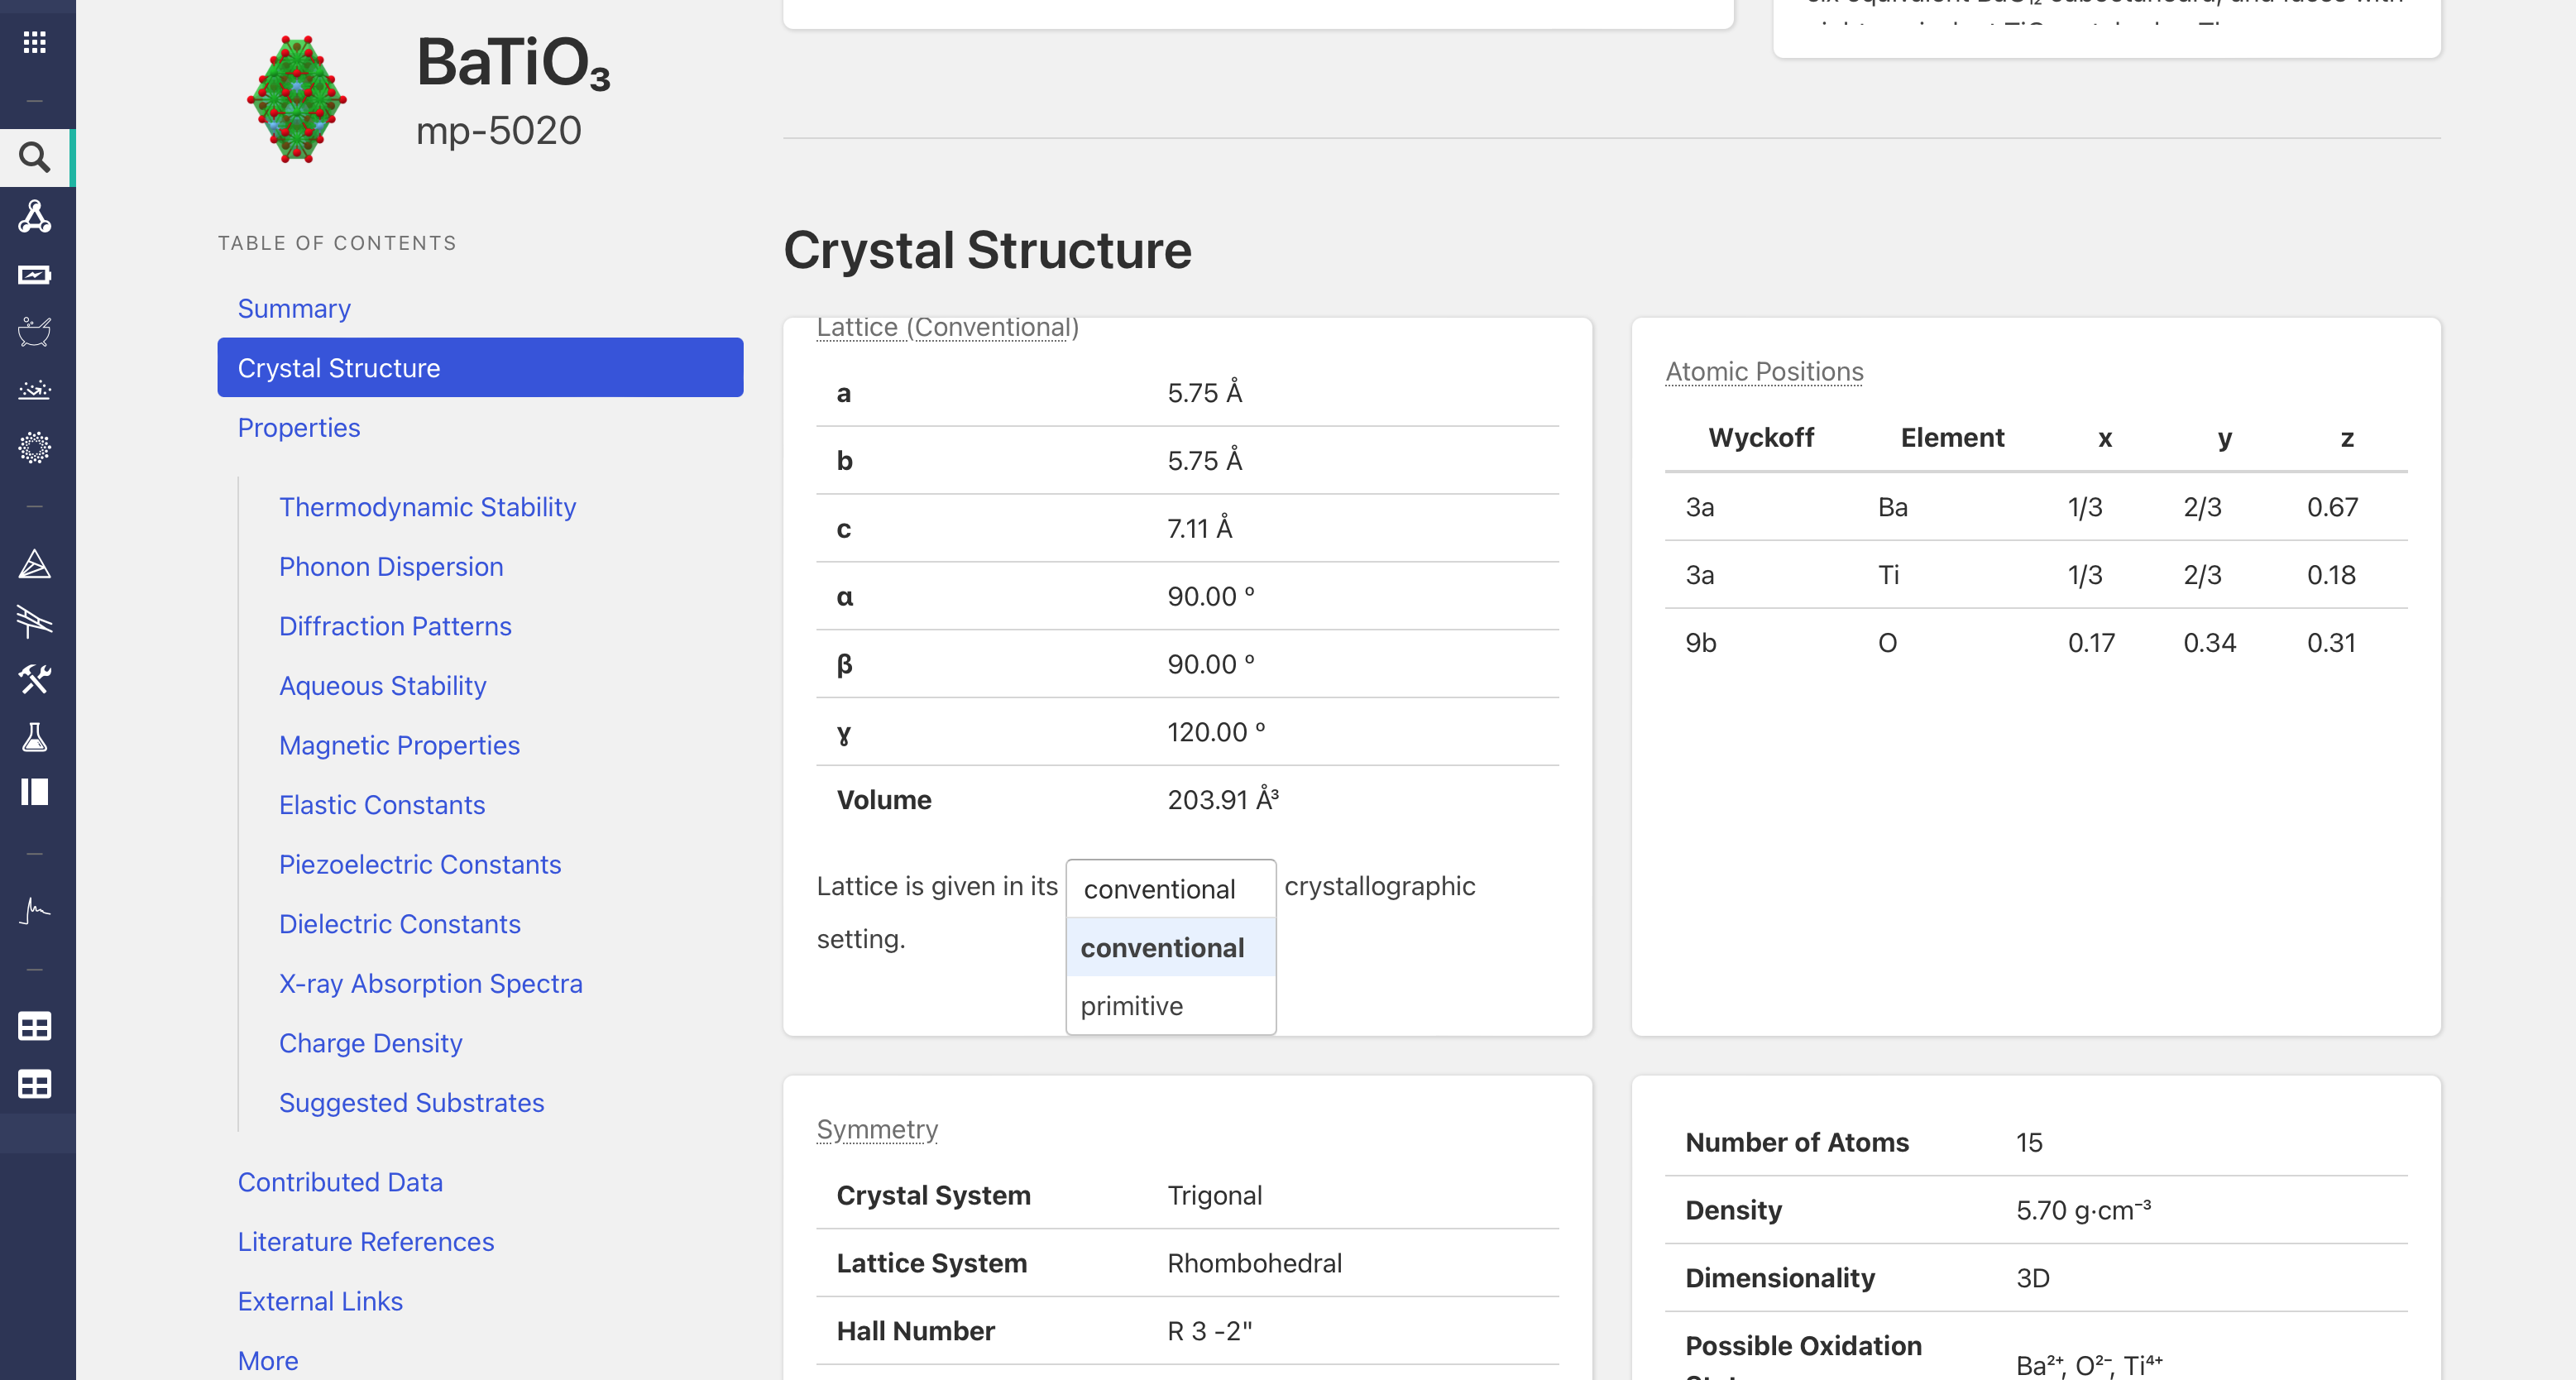 BaTiO₃
mp-5020
TABLE OF CONTENTS
Summary
Crystal Structure
Properties
Thermodynamic Stability
Phonon Dispersion
Diffraction Patterns
Aqueous Stability
Magnetic Properties
Elastic Constants
Piezoelectric Constants
Dielectric Constants
X-ray Absorption Spectra
Charge Density
Suggested Substrates
Contributed Data
Literature References
External Links
More
Crystal Structure
Lattice (Conventional)
a 5.75 Å
b 5.75 Å
c 7.11 Å
α 90.00 º
β 90.00 º
ɣ 120.00 º
Volume 203.91 Å³
Lattice is given in its conventional crystallographic
setting.
conventional
primitive
Atomic Positions
Wyckoff Element x y z
3a Ba 1/3 2/3 0.67
3a Ti 1/3 2/3 0.18
9b O 0.17 0.34 0.31
Symmetry
Crystal System Trigonal
Lattice System Rhombohedral
Hall Number R 3 -2"
Number of Atoms 15
Density 5.70 g·cm⁻³
Dimensionality 3D
Possible Oxidation
Ba²⁺, O²⁻, Ti⁴⁺